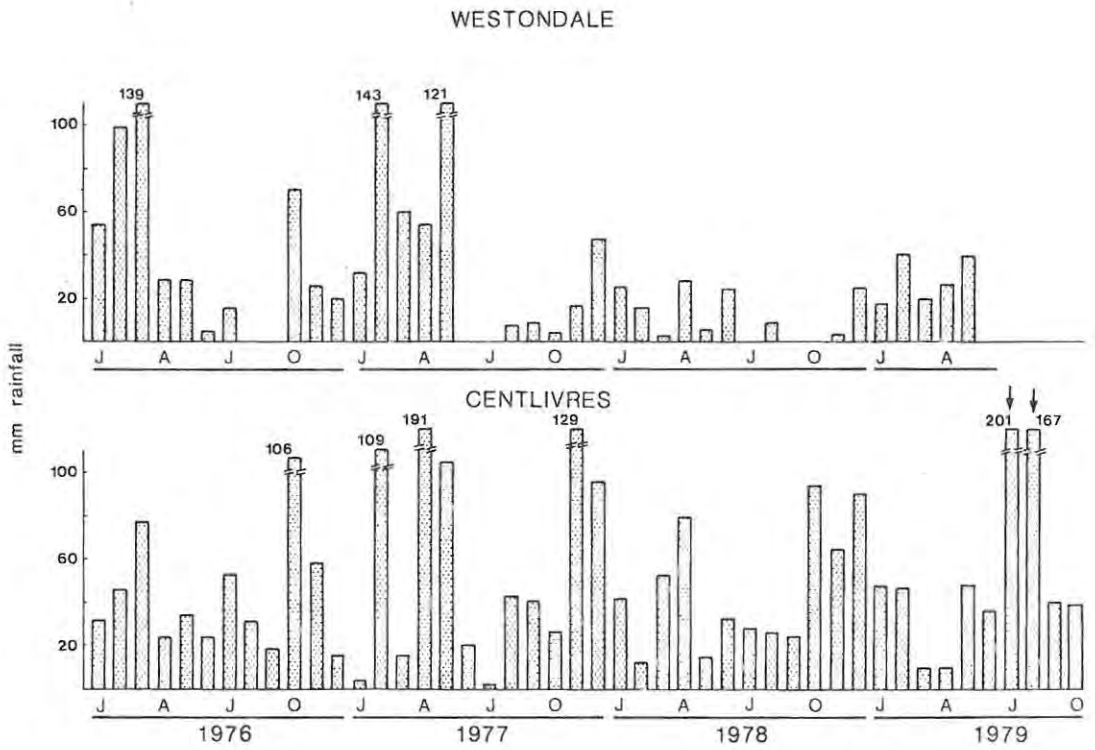 WESTONDALE
139 143 121
100
60
20
J A J O J A J O J A J O J A
mm rainfall
CENTLIVRES
106 109 191 129 201 167
100
60
20
J A J O J A J O J A J O J A J O
1976 1977 1978 1979